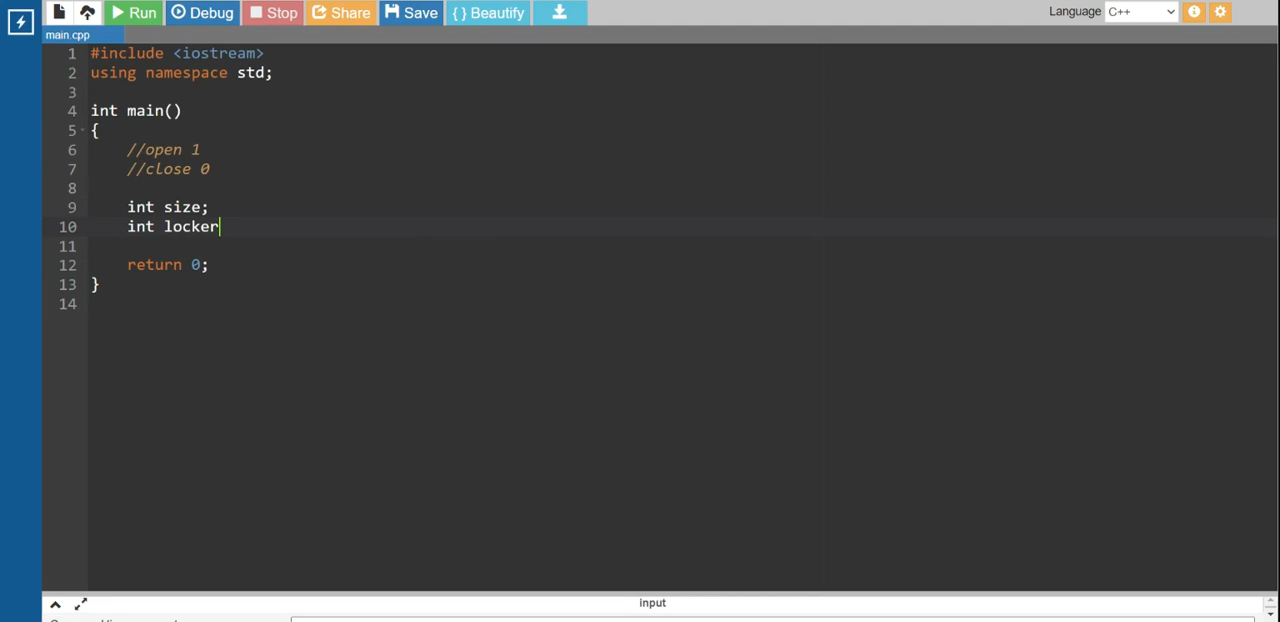 Run Debug Stop Share Save { } Beautify Language C++
main.cpp
1 #include <iostream>
2 using namespace std;
3
4 int main()
5 {
6 //open 1
7 //close 0
8
9 int size;
10 int locker
11
12 return 0;
13 }
14
input